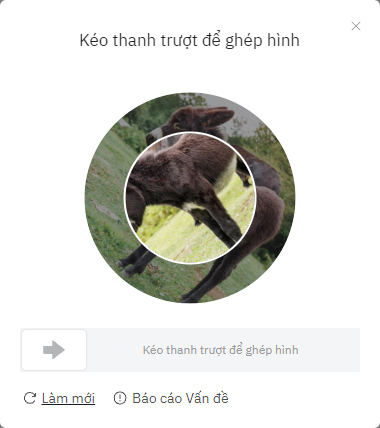 Kéo thanh trượt để ghép hình
Kéo thanh trượt để ghép hình
Làm mới Báo cáo Vấn đề